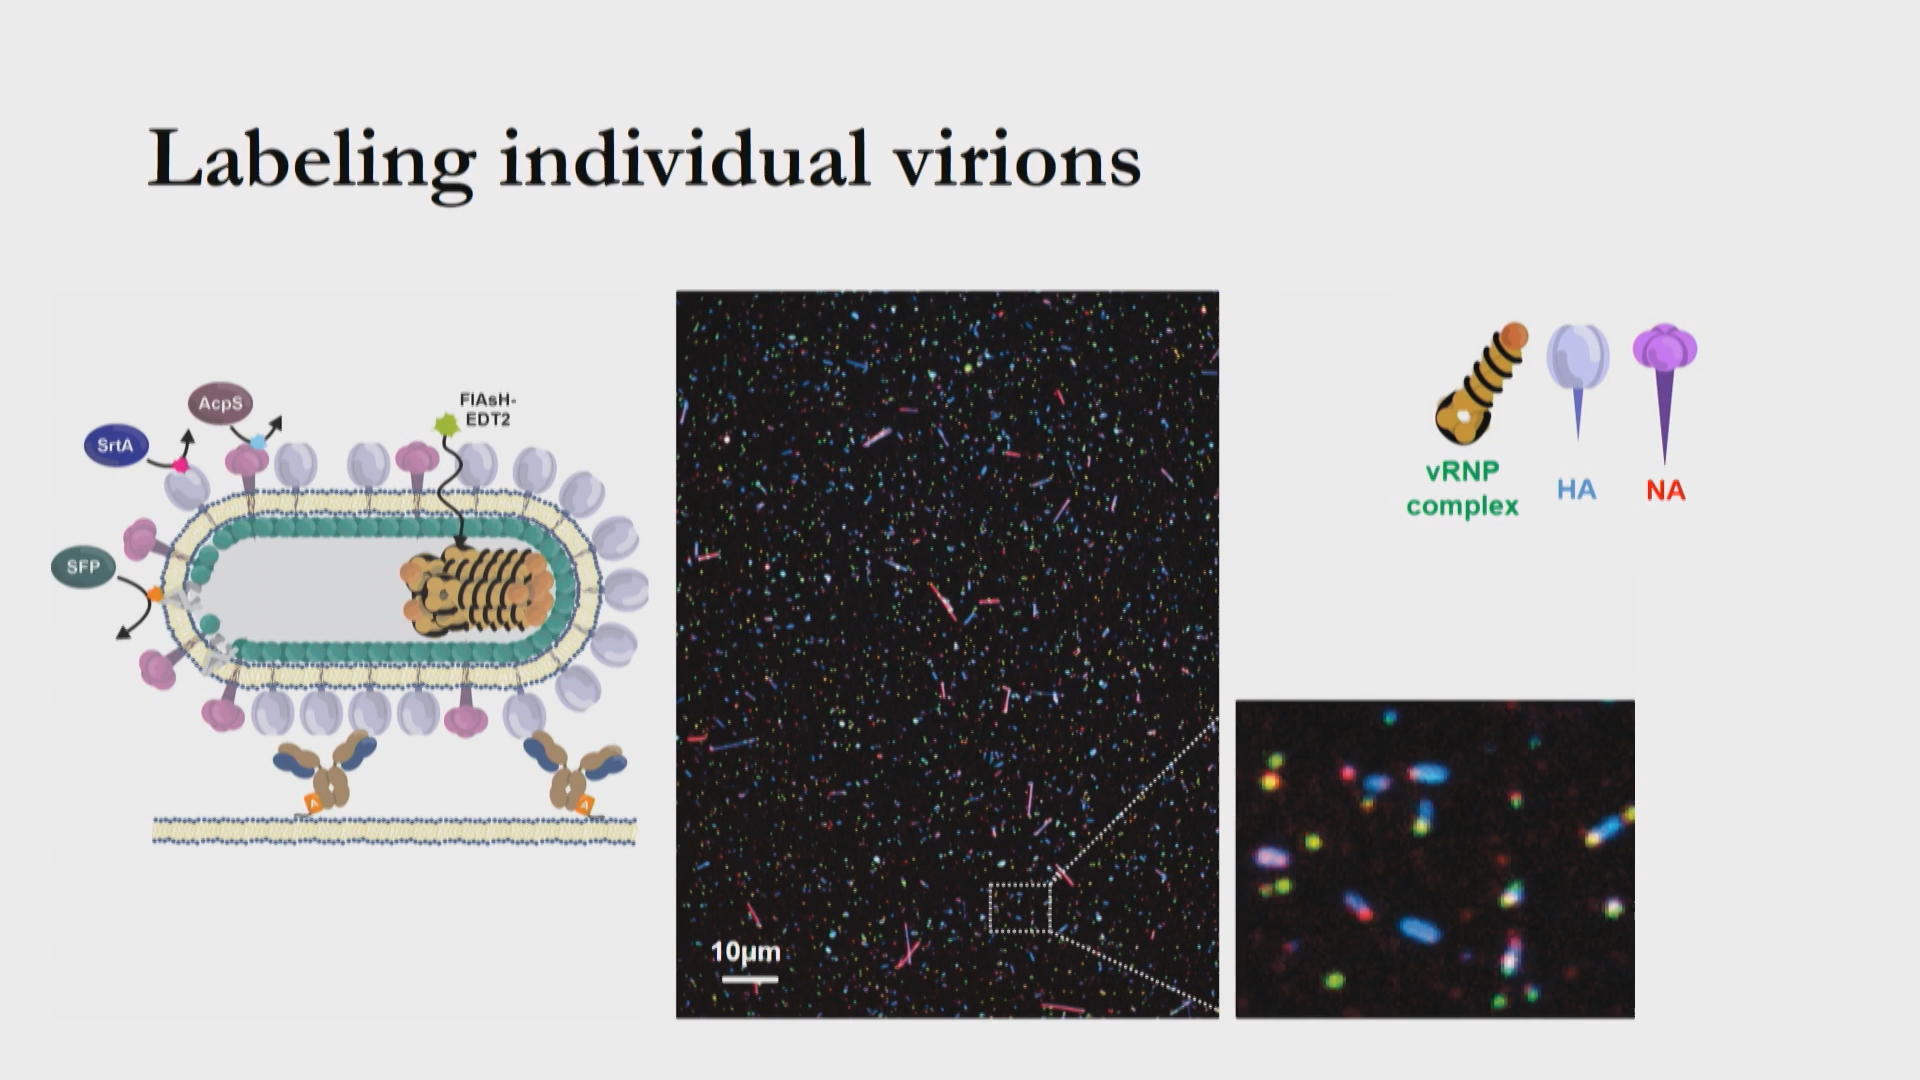 Labeling individual virions
AcpS
SrtA
FlAsH-
EDT2
SFP
A
A
10µm
vRNP
complex
HA
NA